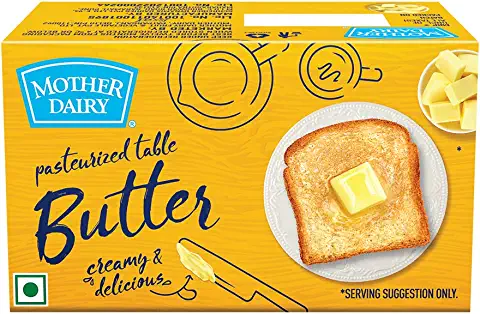 MOTHER
DAIRY
®
pasteurized table
Butter
creamy &
delicious
*
*SERVING SUGGESTION ONLY.